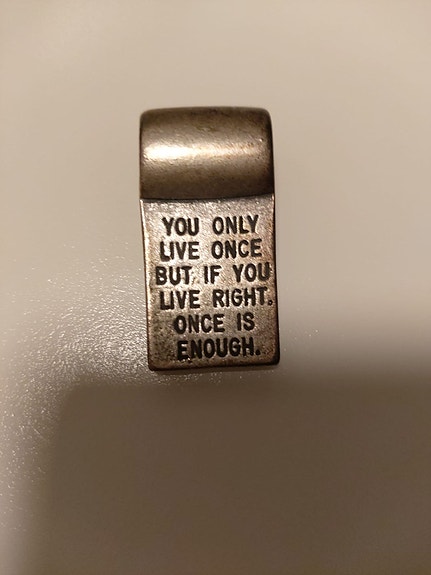 YOU ONLY
LIVE ONCE
BUT IF YOU
LIVE RIGHT.
ONCE IS
ENOUGH.